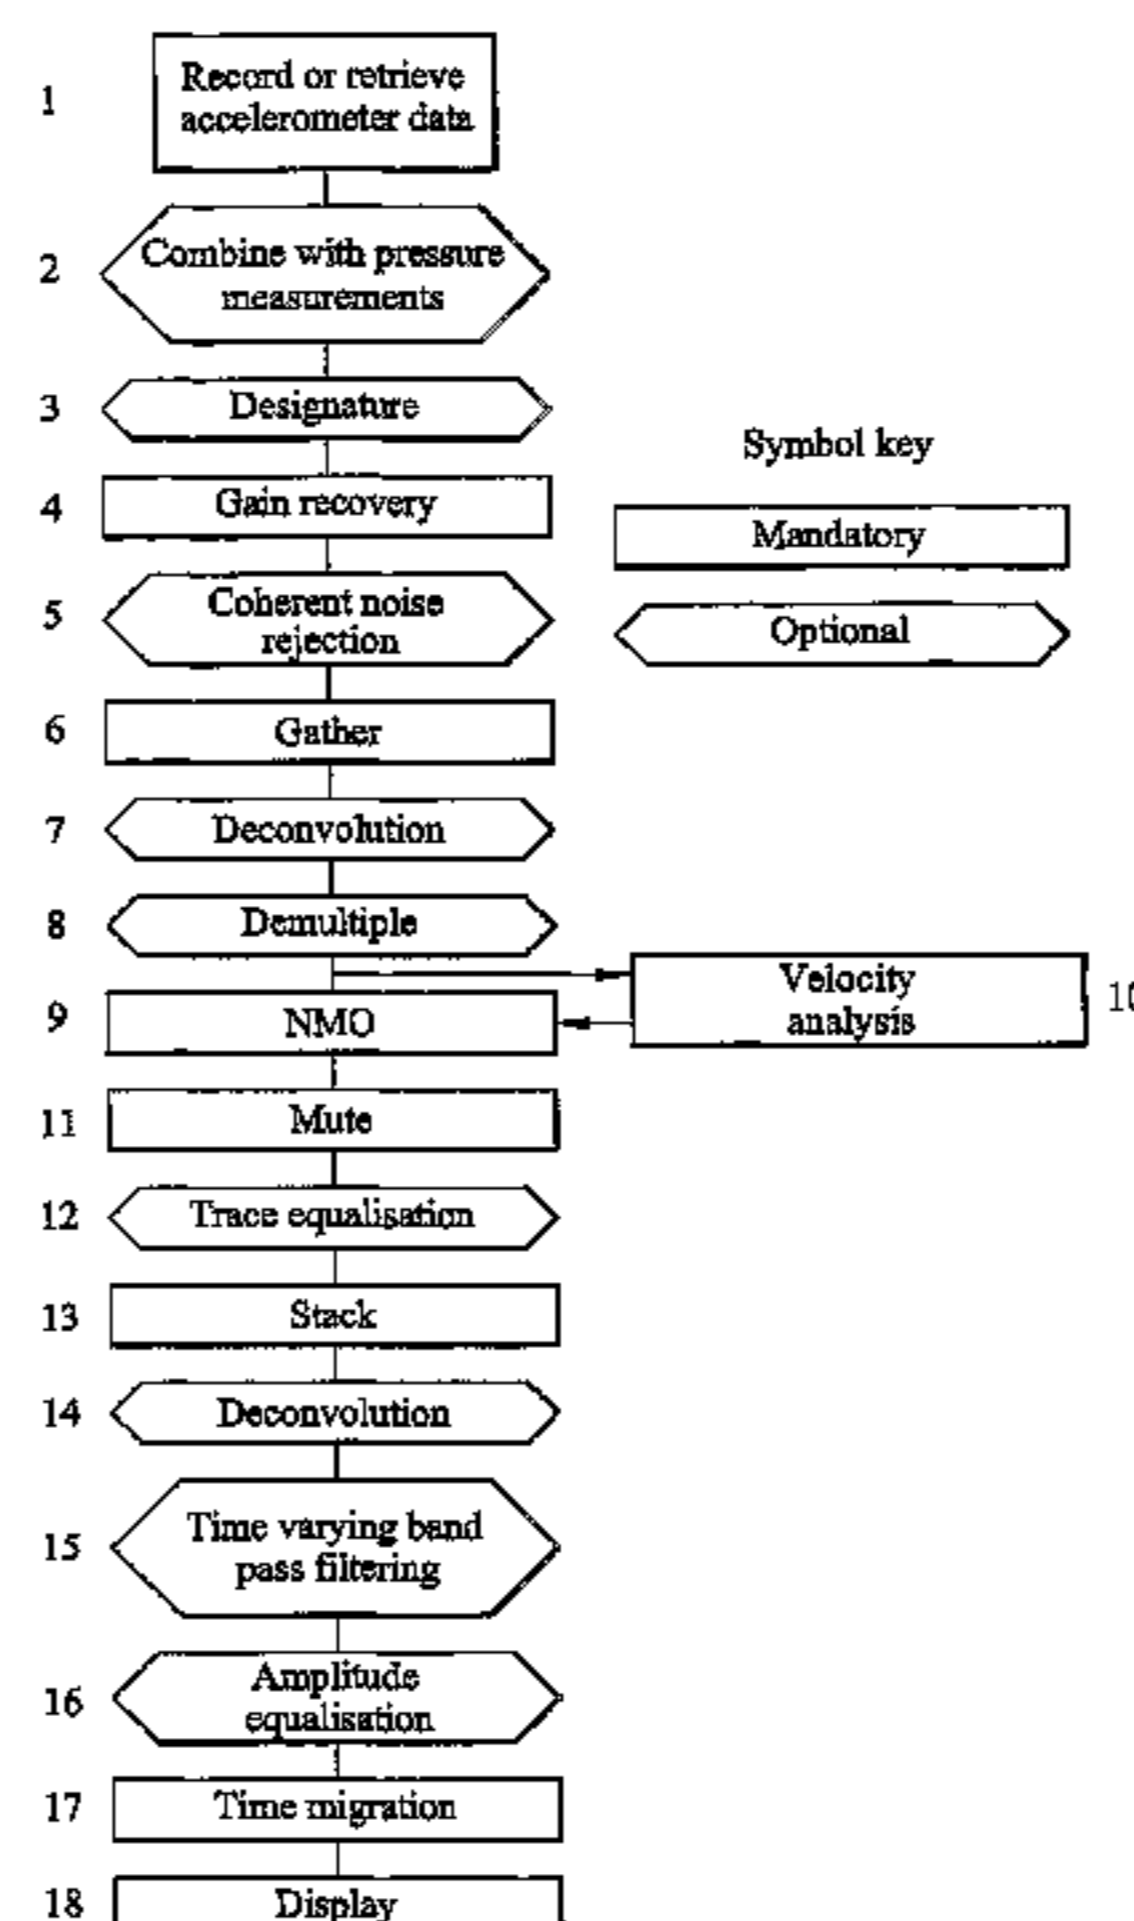 1
Record or retrieve
accelerometer data
2
Combine with pressure
measurements
3
Designature
4
Gain recovery
5
Coherent noise
rejection
Symbol key
Mandatory
Optional
6
Gather
7
Deconvolution
8
Demultiple
9
NMO
Velocity
analysis
10
11
Mute
12
Trace equalisation
13
Stack
14
Deconvolution
15
Time varying band
pass filtering
16
Amplitude
equalisation
17
Time migration
18
Display